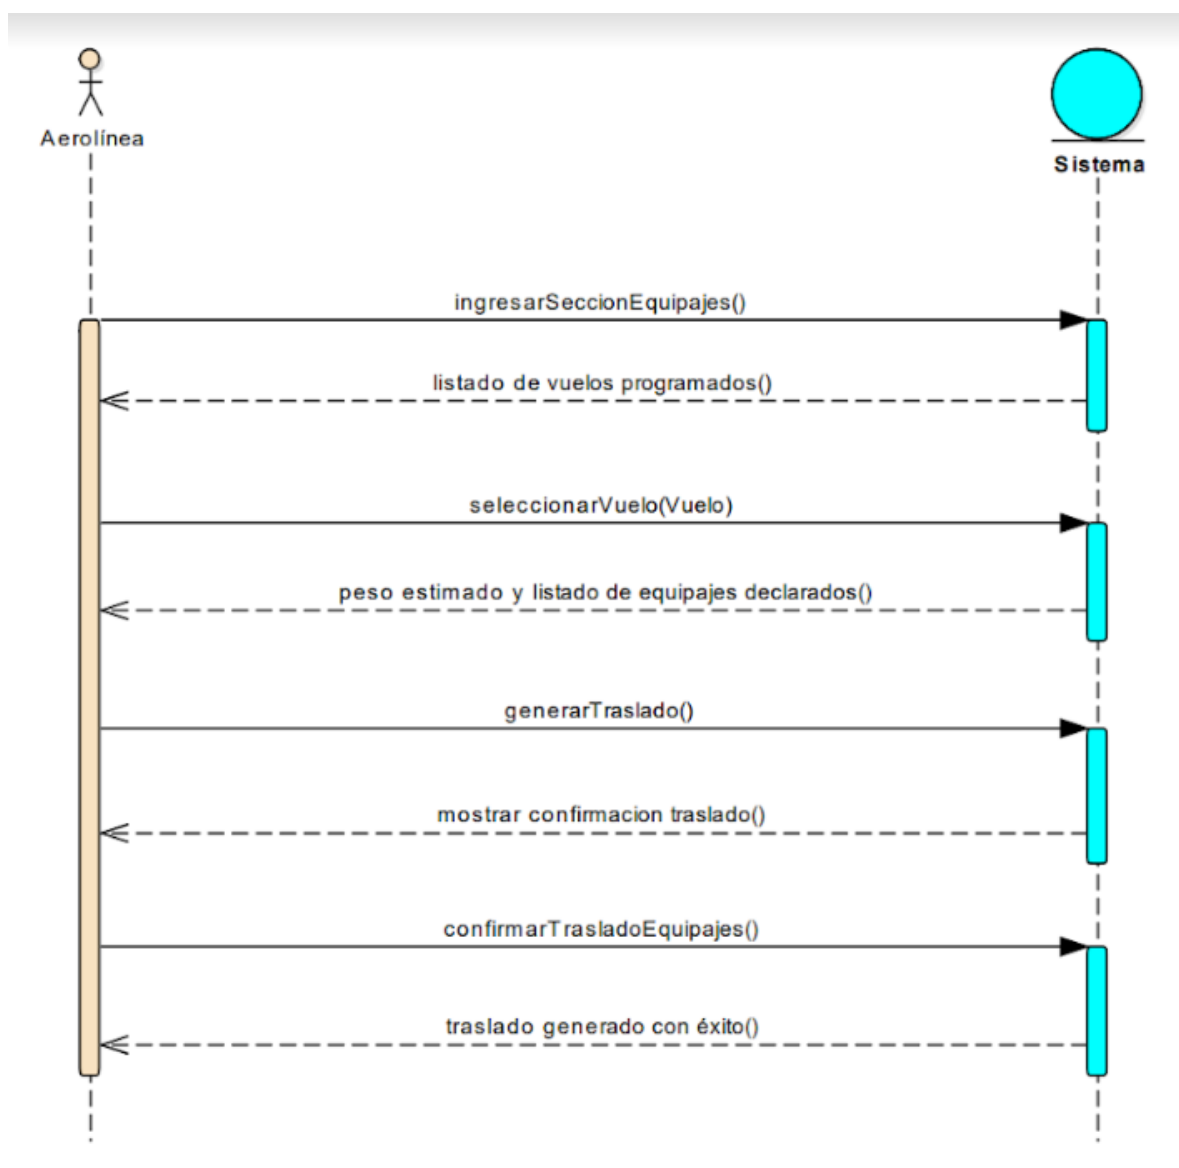 Aerolínea
Sistema
ingresarSeccionEquipajes()
listado de vuelos programados()
seleccionarVuelo(Vuelo)
peso estimado y listado de equipajes declarados()
generarTraslado()
mostrar confirmacion traslado()
confirmarTrasladoEquipajes()
traslado generado con éxito()